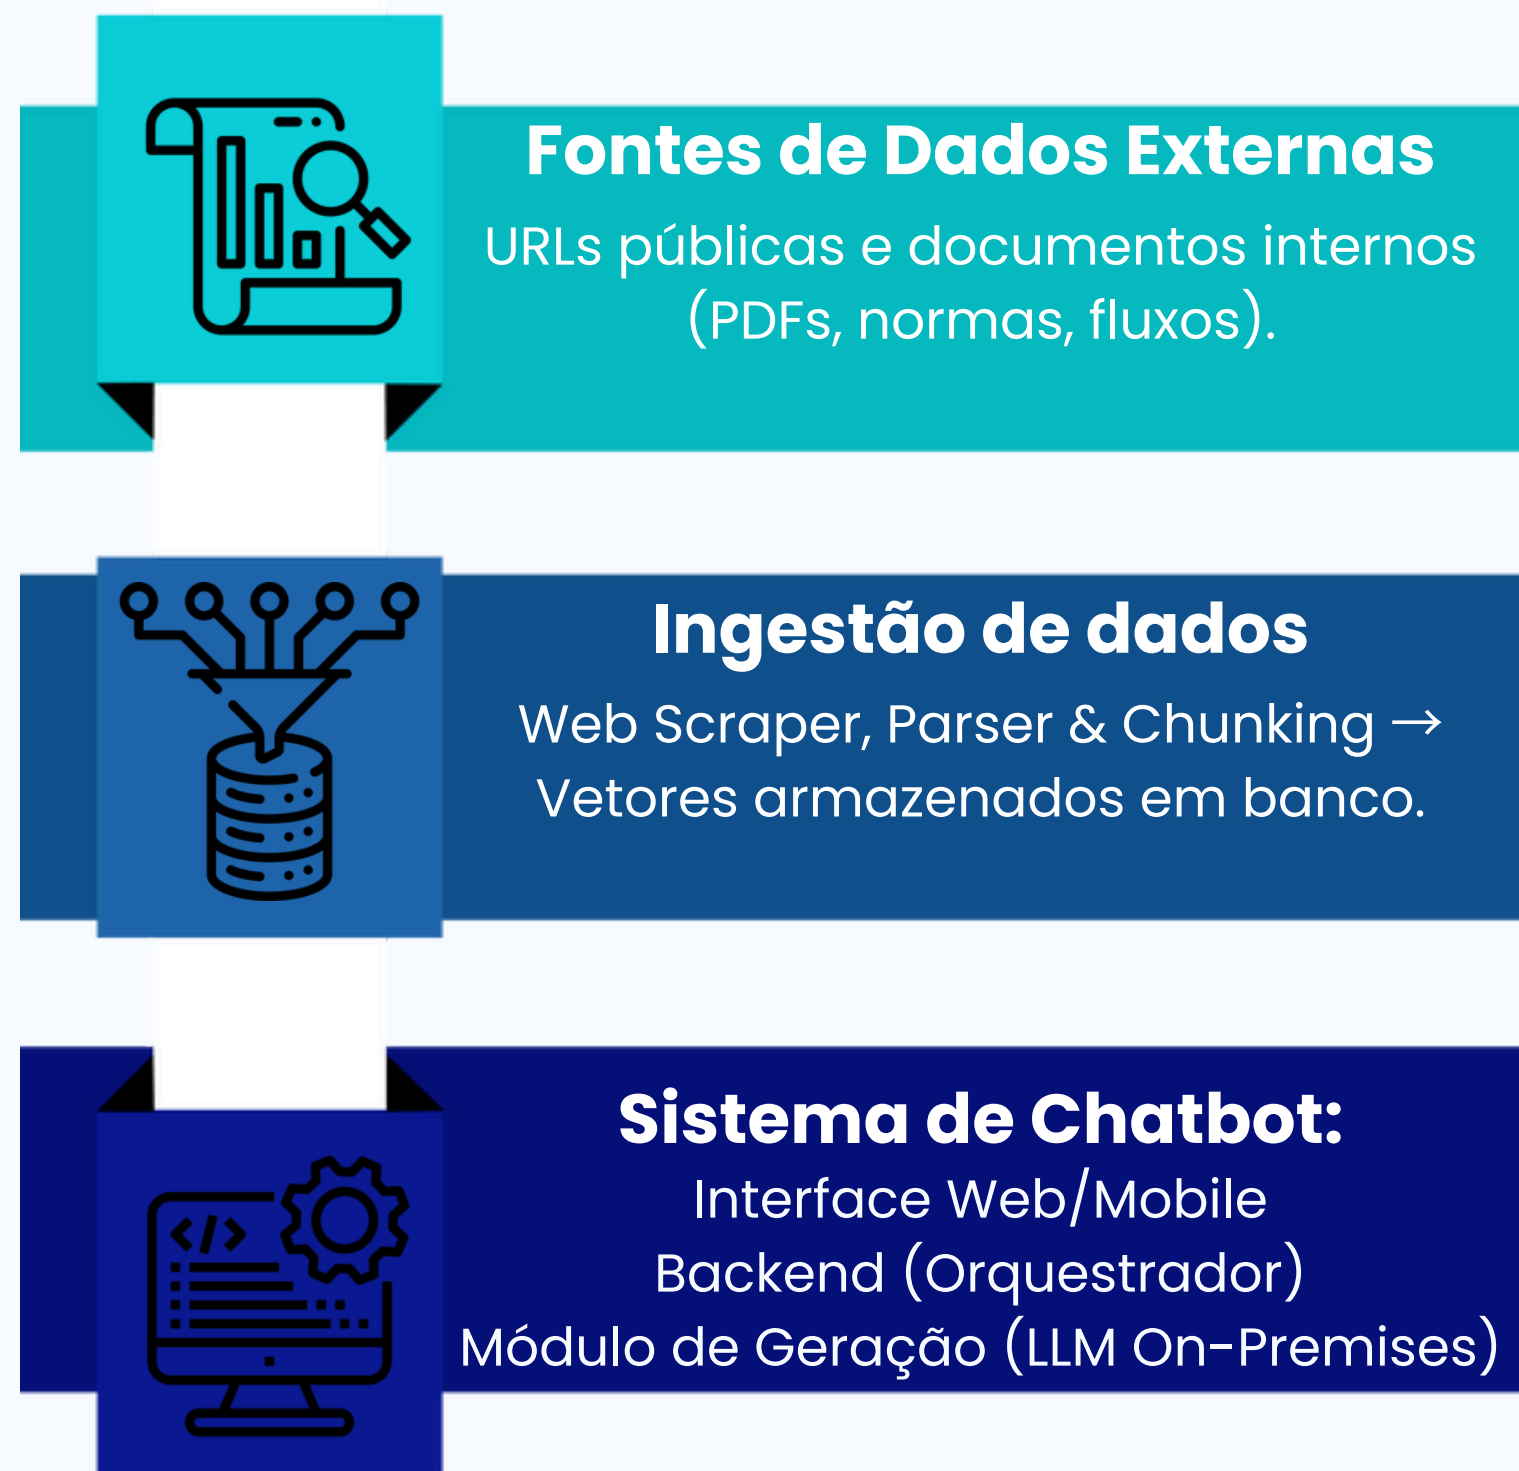 Fontes de Dados Externas
URLs públicas e documentos internos
(PDFs, normas, fluxos).
Ingestão de dados
Web Scraper, Parser & Chunking →
Vetores armazenados em banco.
Sistema de Chatbot:
Interface Web/Mobile
Backend (Orquestrador)
Módulo de Geração (LLM On-Premises)